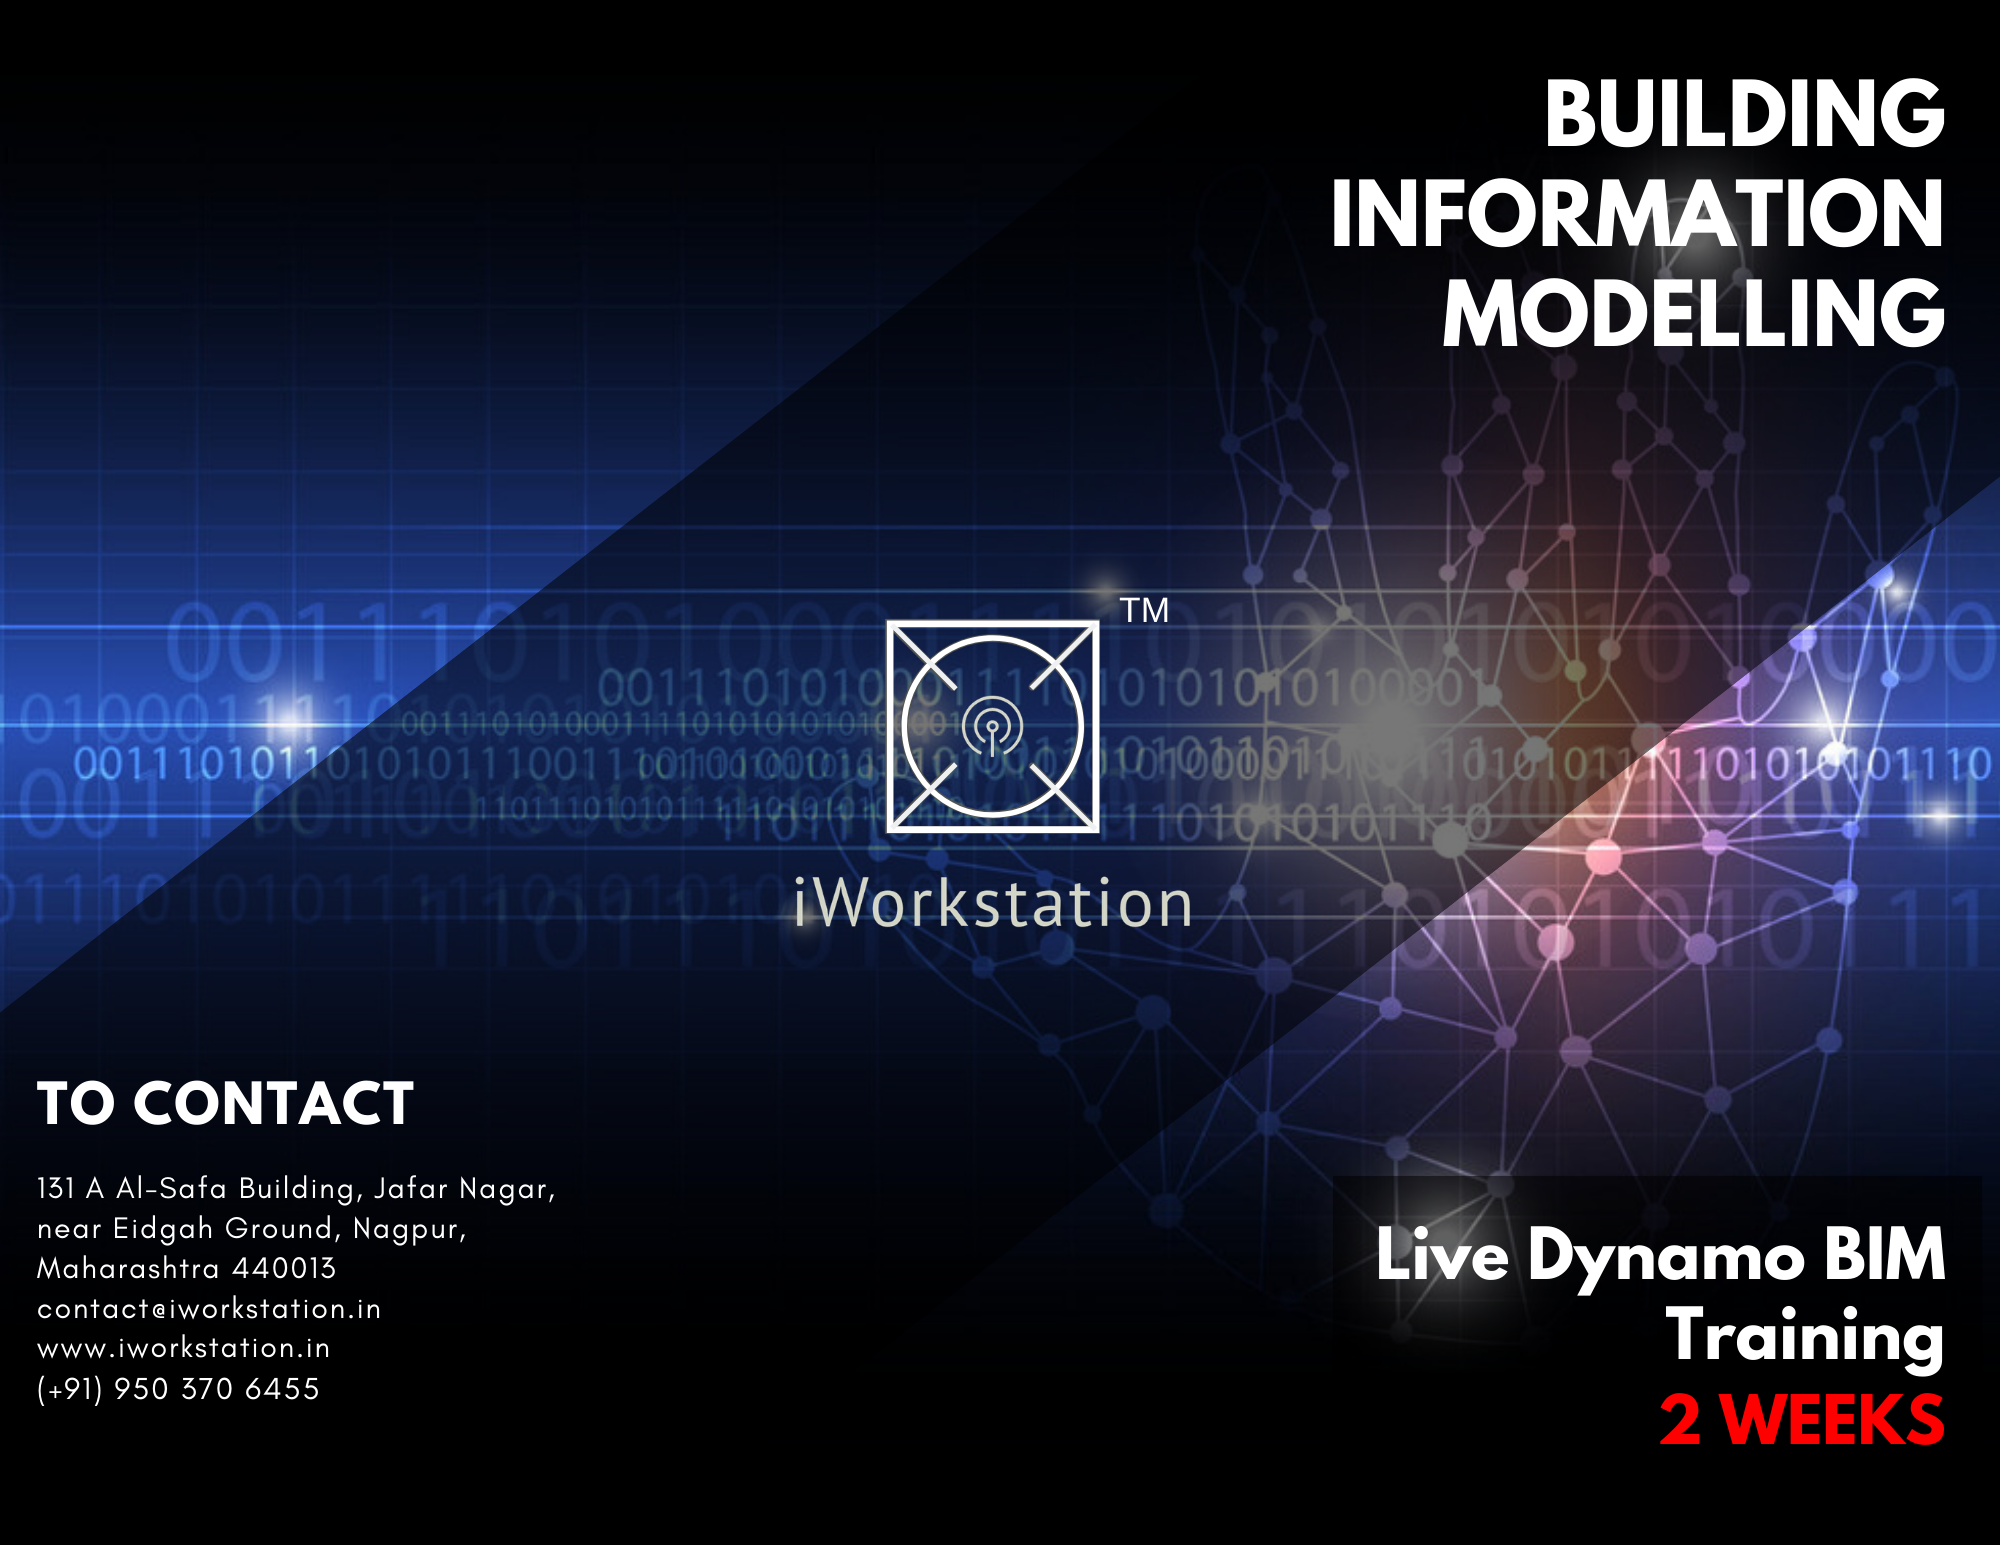 BUILDING
INFORMATION
MODELLING
TM
iWorkstation
TO CONTACT
131 A Al-Safa Building, Jafar Nagar,
near Eidgah Ground, Nagpur,
Maharashtra 440013
contact@iworkstation.in
www.iworkstation.in
(+91) 950 370 6455
Live Dynamo BIM
Training
2 WEEKS